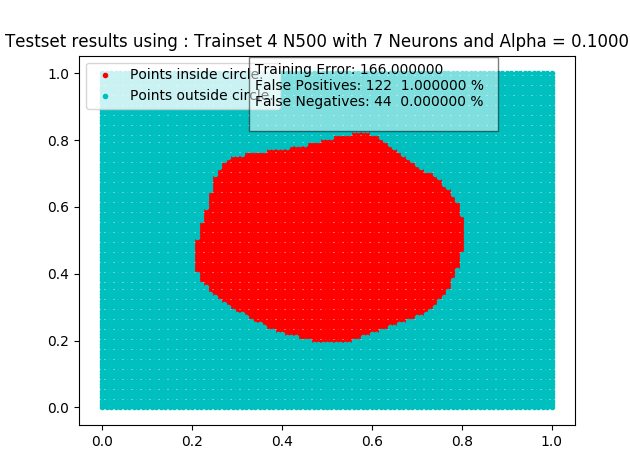 Testset results using : Trainset 4 N500 with 7 Neurons and Alpha = 0.1000
Points inside circle
Points outside circle
Training Error: 166.000000
False Positives: 122  1.000000 %
False Negatives: 44  0.000000 %
1.0
0.8
0.6
0.4
0.2
0.0
0.0 0.2 0.4 0.6 0.8 1.0